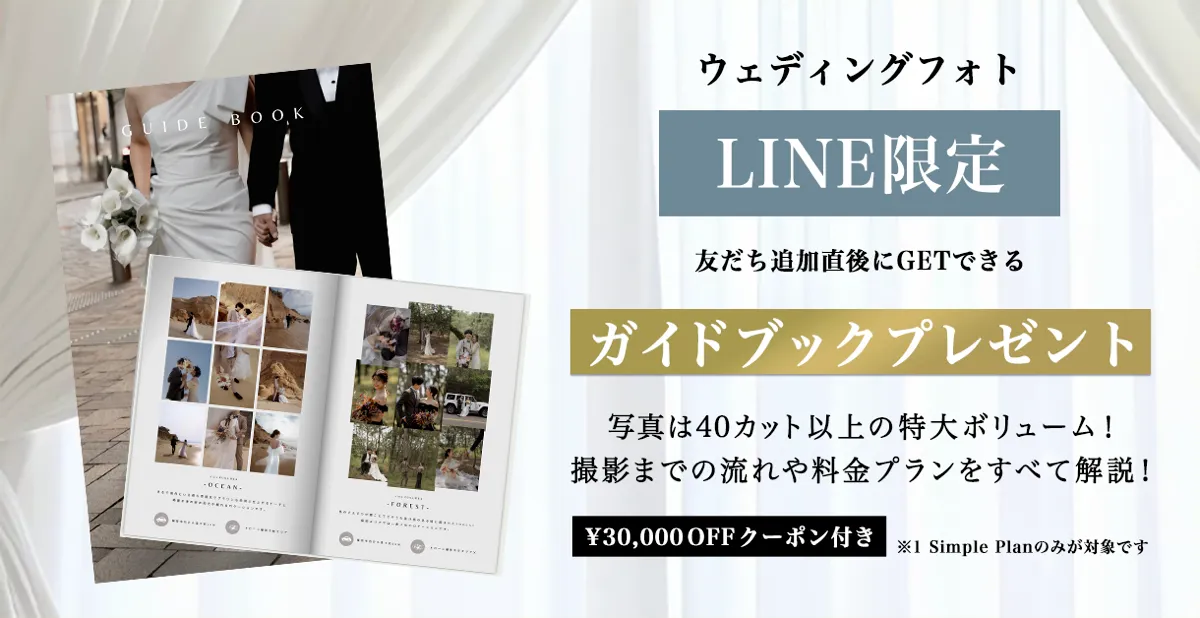 GUIDE BOOK
-OCEAN-
-FOREST-
ウェディングフォト
LINE限定
友だち追加直後にGETできる
ガイドブックプレゼント
写真は40カット以上の特大ボリューム！
撮影までの流れや料金プランをすべて解説！
¥30,000 OFFクーポン付き
※1 Simple Planのみが対象です